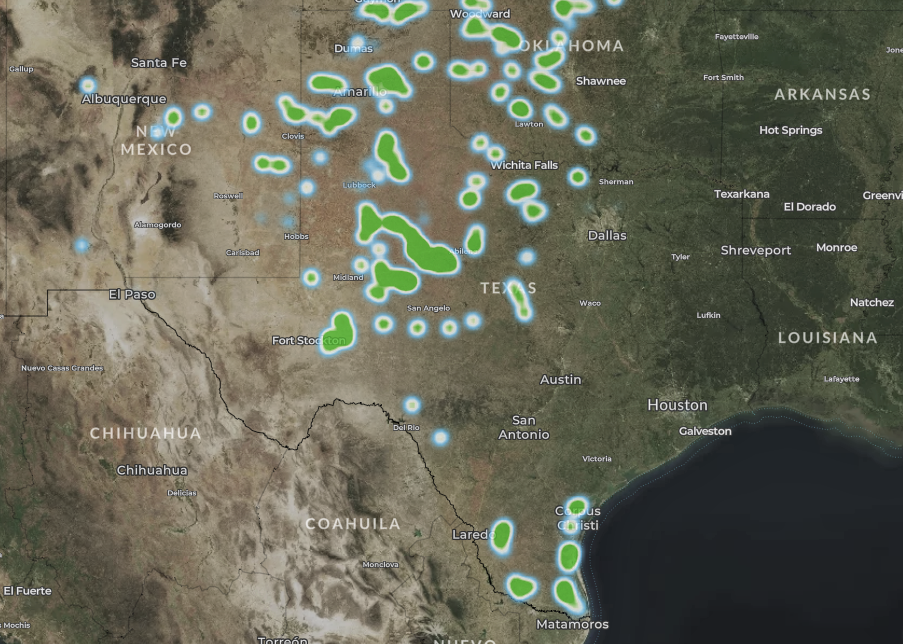 Woodward
OKLAHOMA
Dumas
Fayetteville
Santa Fe
Gallup
Shawnee
Fort Smith
Amarillo
ARKANSAS
Albuquerque
Lawton
Hot Springs
NEW
MEXICO
Clovis
Wichita Falls
Lubbock
Sherman
Roswell
Texarkana
Greenvi
El Dorado
Alamogordo
Hobbs
Dallas
Carlsbad
Tyler
Shreveport
Monroe
Midland
TEXAS
El Paso
San Angelo
Waco
Natchez
Lufkin
Fort Stockton
LOUISIANA
Nuevo Casas Grandes
Austin
Lafayette
Houston
Del Rio
San
Antonio
Galveston
CHIHUAHUA
Chihuahua
Victoria
Delicias
Corpus
Christi
COAHUILA
Laredo
Monclova
El Fuerte
s Mochis
Matamoros
Torreón
NUEVO